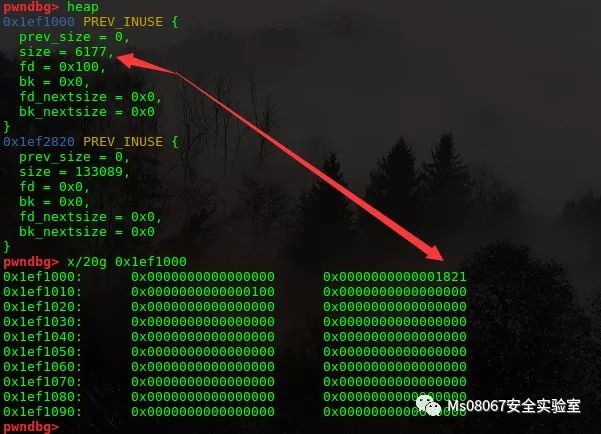 pwndbg> heap
0x1ef1000 PREV_INUSE {
  prev_size = 0,
  size = 6177,
  fd = 0x100,
  bk = 0x0,
  fd_nextsize = 0x0,
  bk_nextsize = 0x0
}
0x1ef2820 PREV_INUSE {
  prev_size = 0,
  size = 133089,
  fd = 0x0,
  bk = 0x0,
  fd_nextsize = 0x0,
  bk_nextsize = 0x0
}
pwndbg> x/20g 0x1ef1000
0x1ef1000: 0x0000000000000000 0x0000000000001821
0x1ef1010: 0x0000000000000100 0x0000000000000000
0x1ef1020: 0x0000000000000000 0x0000000000000000
0x1ef1030: 0x0000000000000000 0x0000000000000000
0x1ef1040: 0x0000000000000000 0x0000000000000000
0x1ef1050: 0x0000000000000000 0x0000000000000000
0x1ef1060: 0x0000000000000000 0x0000000000000000
0x1ef1070: 0x0000000000000000 0x0000000000000000
0x1ef1080: 0x0000000000000000 0x0000000000000000
0x1ef1090: 0x0000000000000000 0x0000000000000000
pwndbg>
Ms08067安全实验室